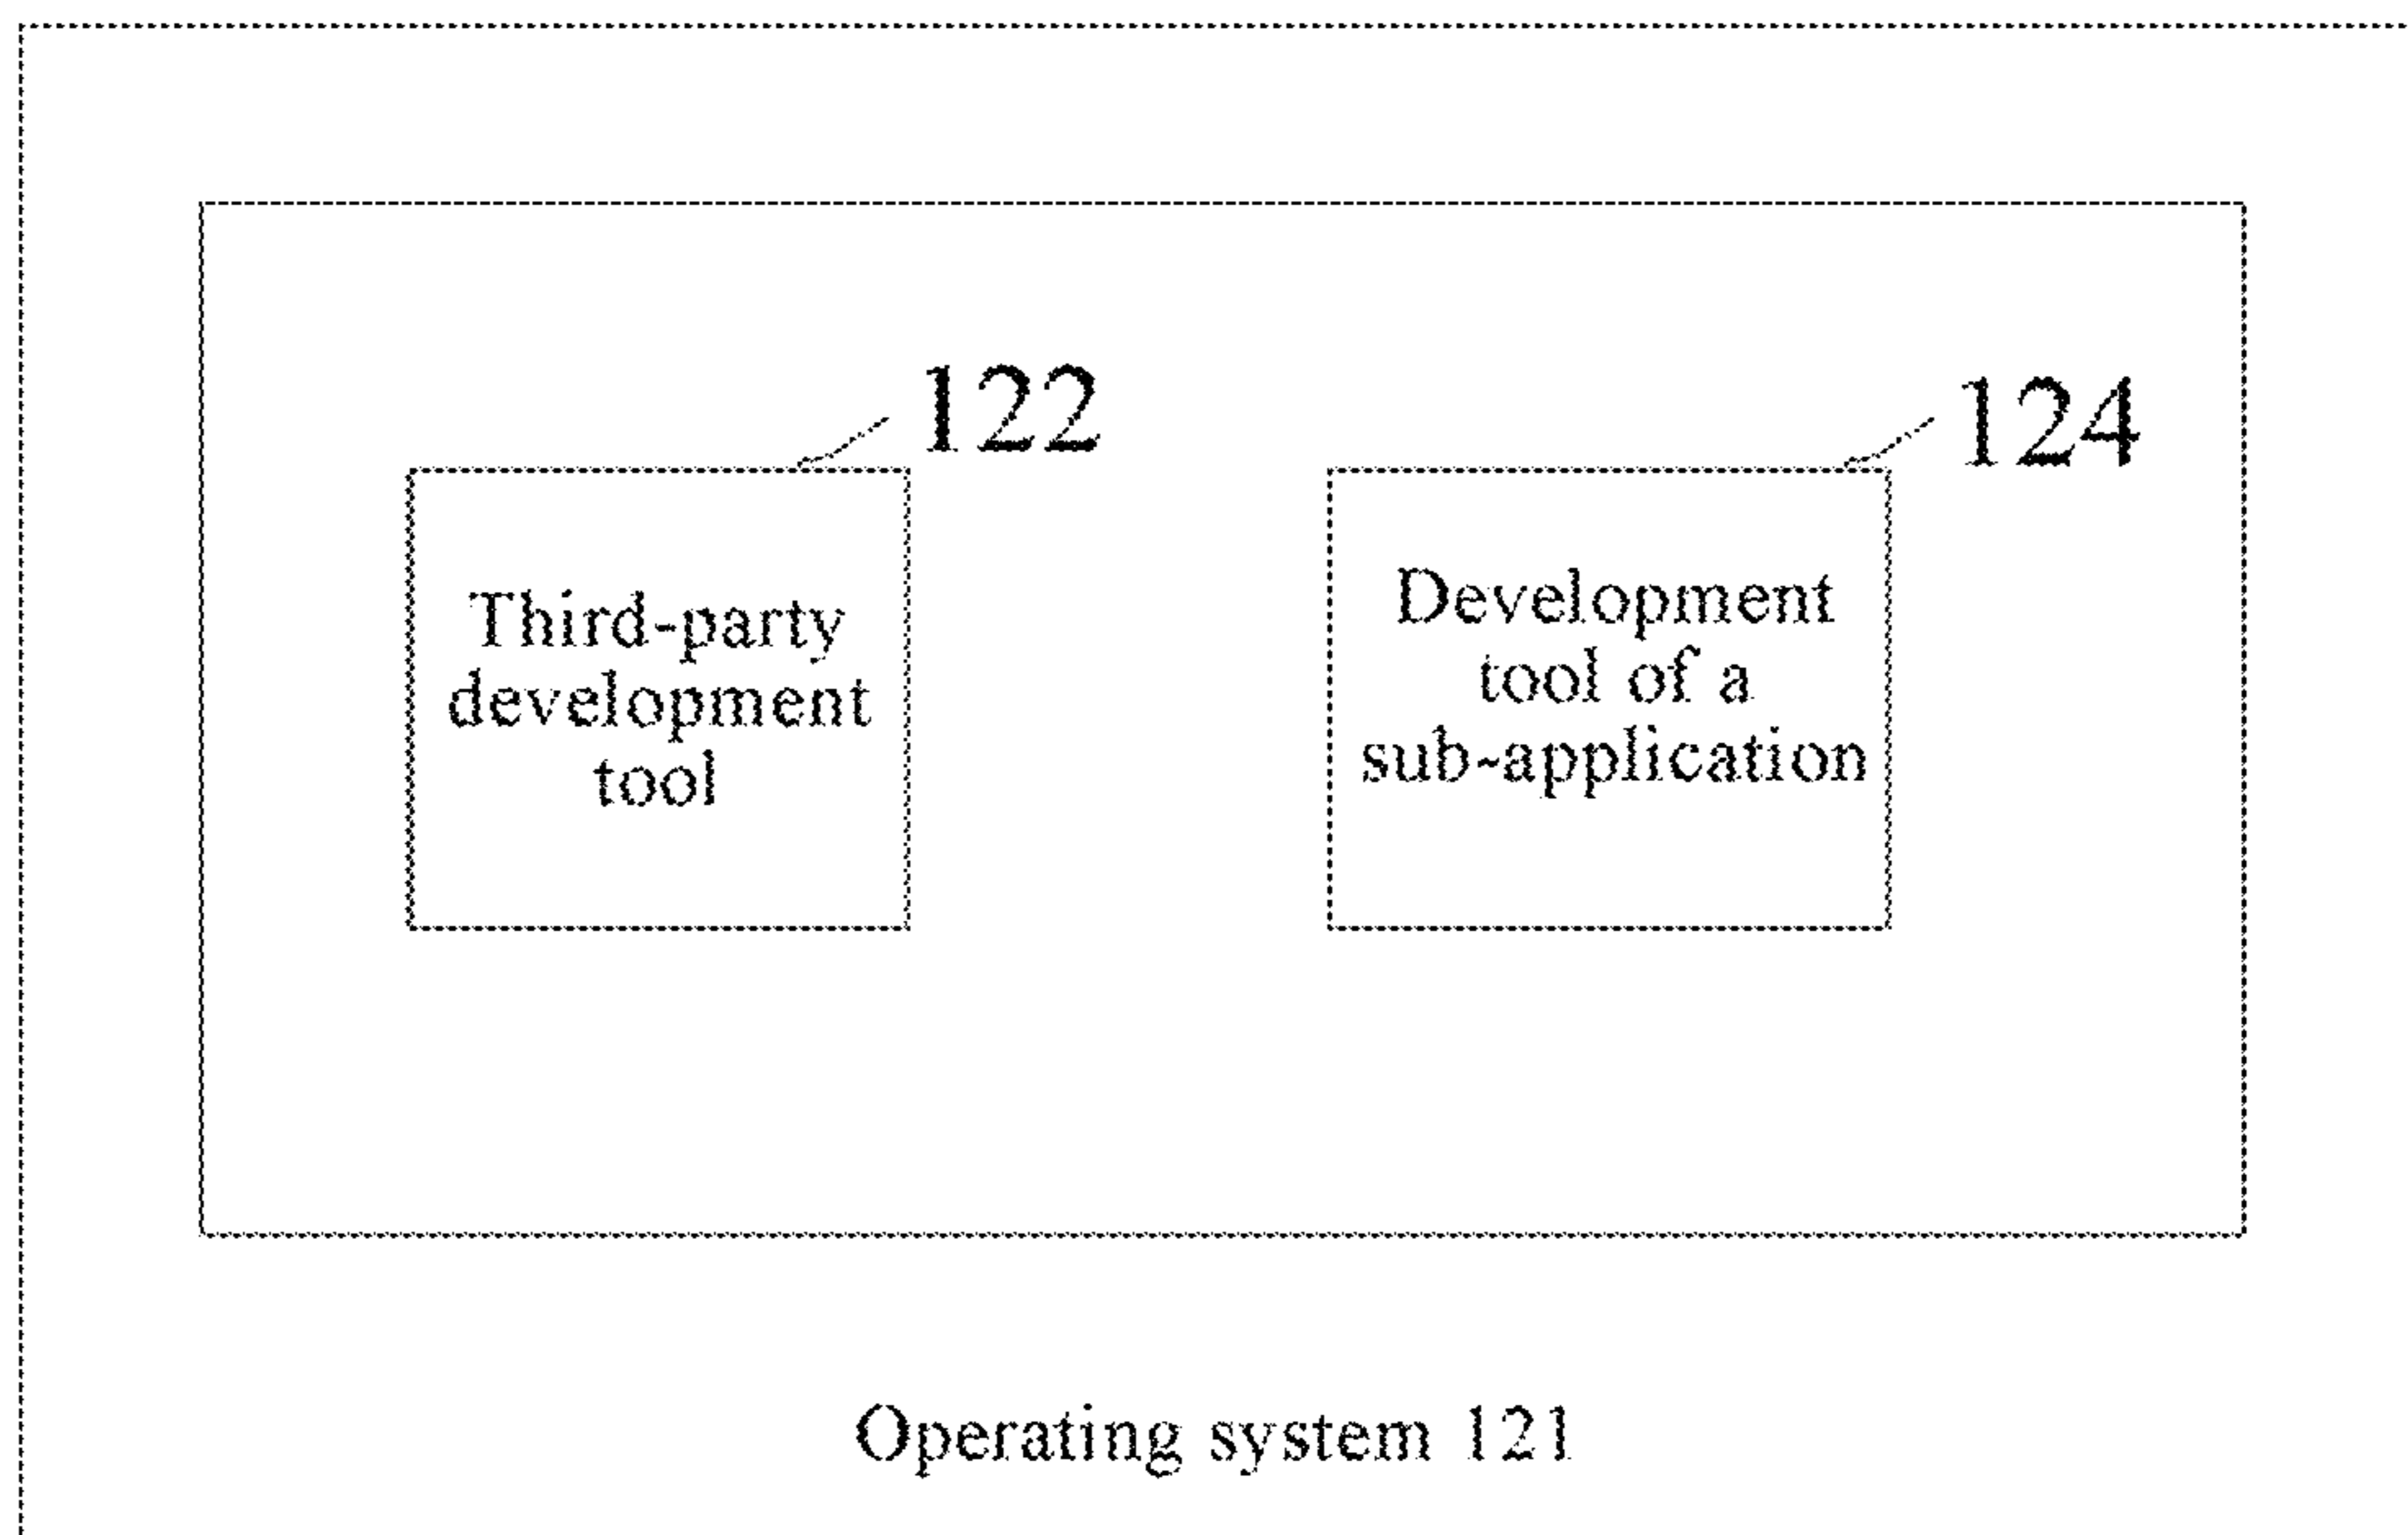 122
124
Third-party
development
tool
Development
tool of a
sub-application
Operating system 121